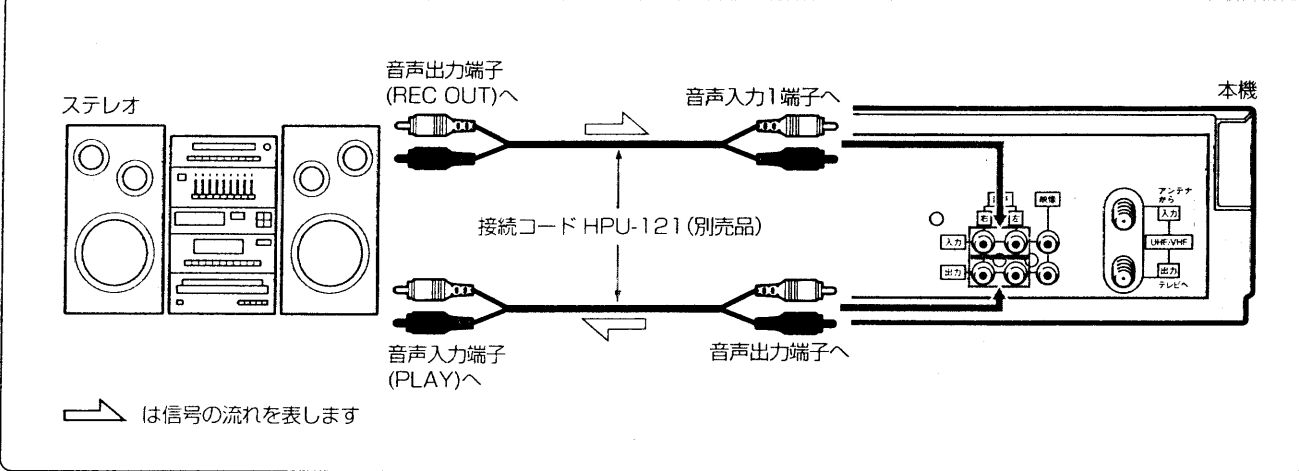 ステレオ
音声出力端子
(REC OUT)へ
音声入力1端子へ
本機
接続コード HPU-121(別売品)
右
左
映像
入力
出力
アンテナ
から
入力
UHF/VHF
出力
テレビへ
音声入力端子
(PLAY)へ
音声出力端子へ
は信号の流れを表します